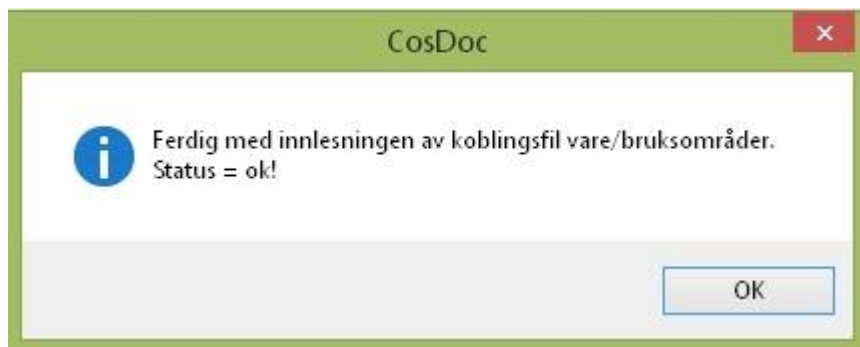 CosDoc
Ferdig med innlesningen av koblingsfil vare/bruksområder.
Status = ok!
OK